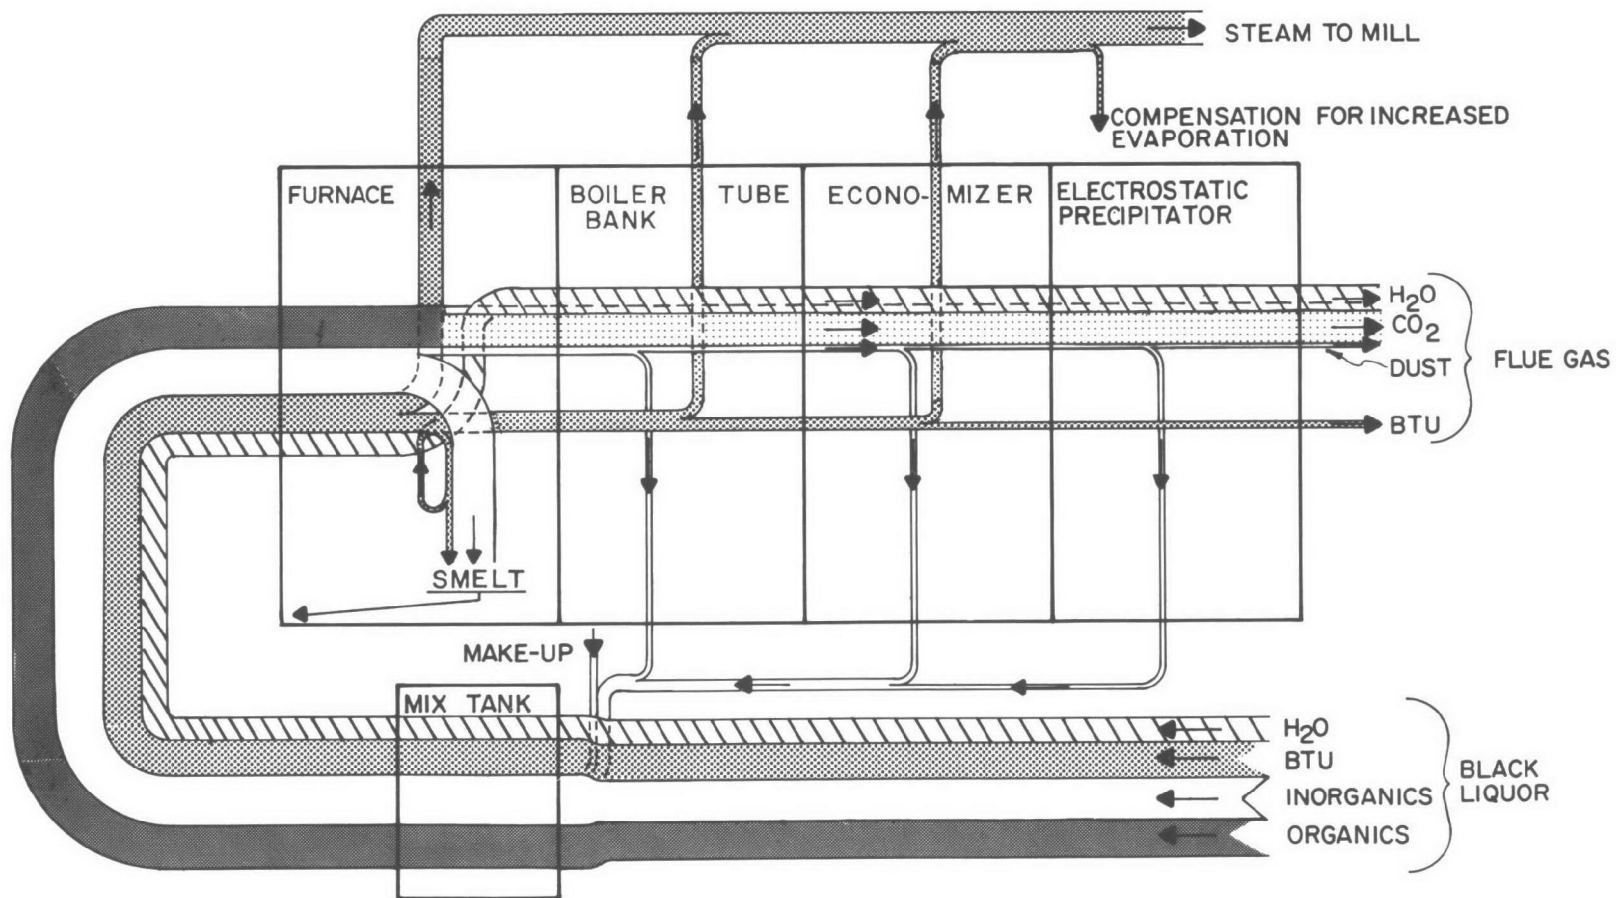 STEAM TO MILL
COMPENSATION FOR INCREASED
EVAPORATION
FURNACE
BOILER TUBE
BANK
ECONO-MIZER
ELECTROSTATIC
PRECIPITATOR
H2O
CO2
DUST
FLUE GAS
BTU
SMELT
MAKE-UP
MIX TANK
H2O
BTU
INORGANICS
ORGANICS
BLACK
LIQUOR